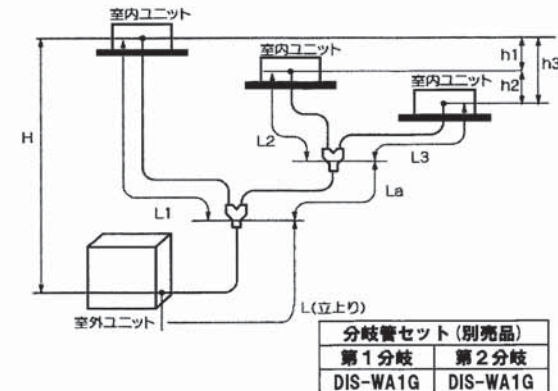 室内ユニット
室内ユニット
室内ユニット
h1
h2
h3
H
L2
L3
La
L1
L(立上り)
室外ユニット
分岐管セット(別売品)
第1分岐 第2分岐
DIS-WA1G DIS-WA1G